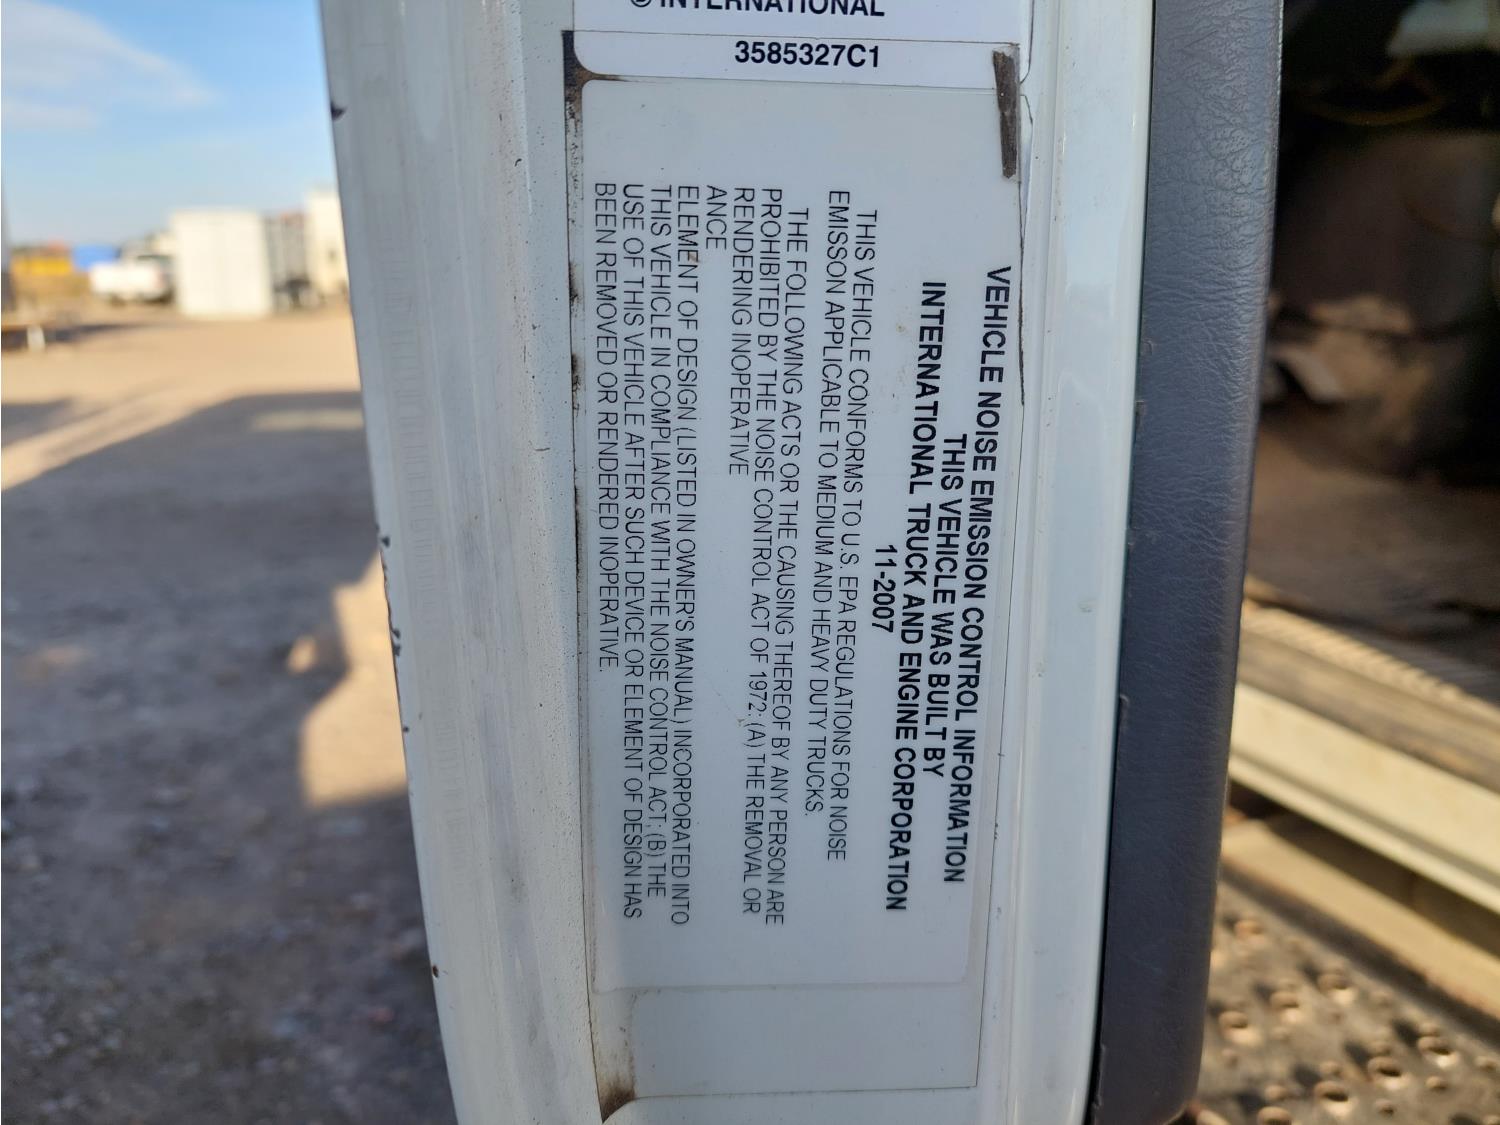 © INTERNATIONAL
3585327C1
VEHICLE NOISE EMISSION CONTROL INFORMATION
THIS VEHICLE WAS BUILT BY
INTERNATIONAL TRUCK AND ENGINE CORPORATION
11-2007
THIS VEHICLE CONFORMS TO U.S. EPA REGULATIONS FOR NOISE
EMISSON APPLICABLE TO MEDIUM AND HEAVY DUTY TRUCKS.
THE FOLLOWING ACTS OR THE CAUSING THEREOF BY ANY PERSON ARE
PROHIBITED BY THE NOISE CONTROL ACT OF 1972: (A) THE REMOVAL OR
RENDERING INOPERATIVE
ANCE
ELEMENT OF DESIGN (LISTED IN OWNER'S MANUAL) INCORPORATED INTO
THIS VEHICLE IN COMPLIANCE WITH THE NOISE CONTROL ACT; (B) THE
USE OF THIS VEHICLE AFTER SUCH DEVICE OR ELEMENT OF DESIGN HAS
BEEN REMOVED OR RENDERED INOPERATIVE.